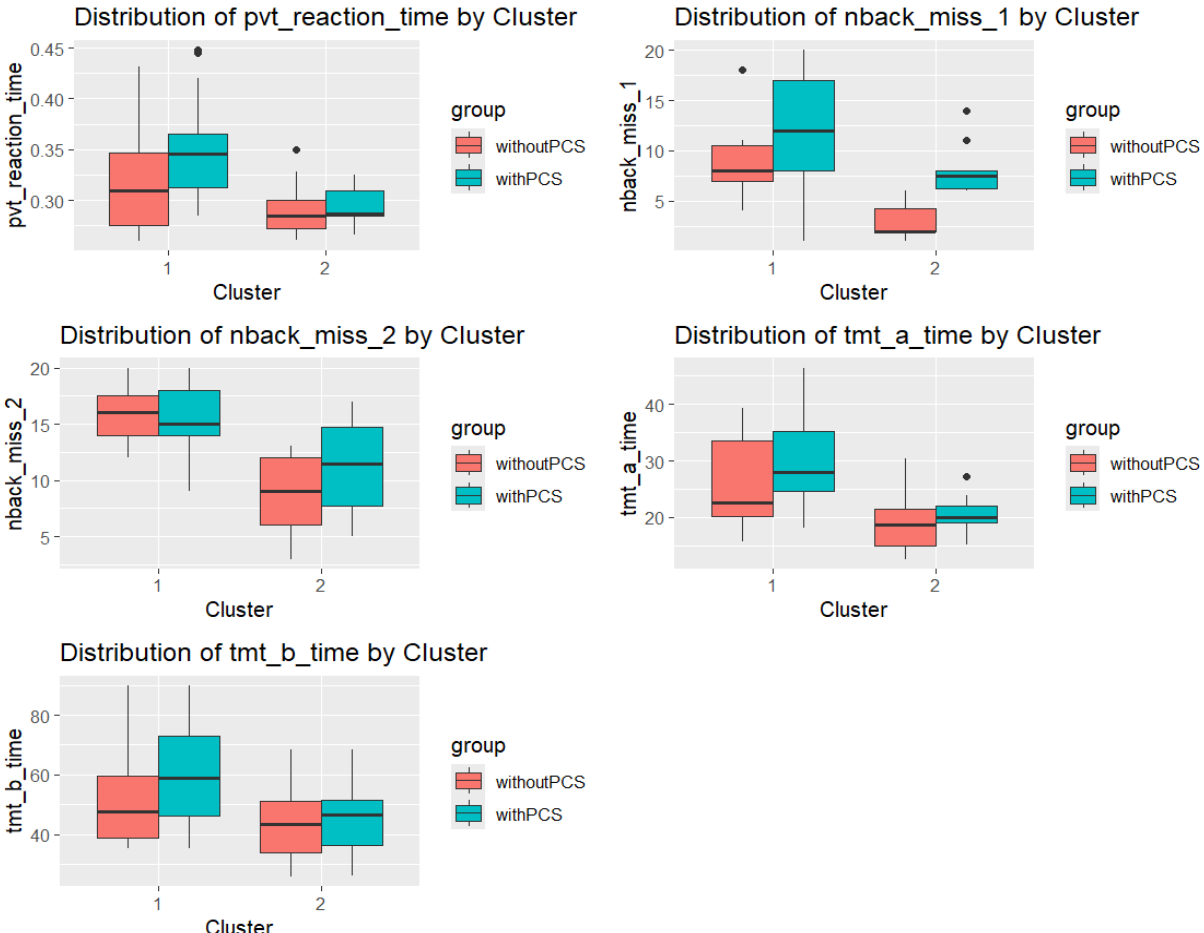 Distribution of pvt_reaction_time by Cluster
pvt_reaction_time
0.45
0.40
0.35
0.30
1
2
Cluster
group
withoutPCS
withPCS
Distribution of nback_miss_1 by Cluster
nback_miss_1
20
15
10
5
1
2
Cluster
group
withoutPCS
withPCS
Distribution of nback_miss_2 by Cluster
nback_miss_2
20
15
10
5
1
2
Cluster
group
withoutPCS
withPCS
Distribution of tmt_a_time by Cluster
tmt_a_time
40
30
20
1
2
Cluster
group
withoutPCS
withPCS
Distribution of tmt_b_time by Cluster
tmt_b_time
80
60
40
1
2
Cluster
group
withoutPCS
withPCS